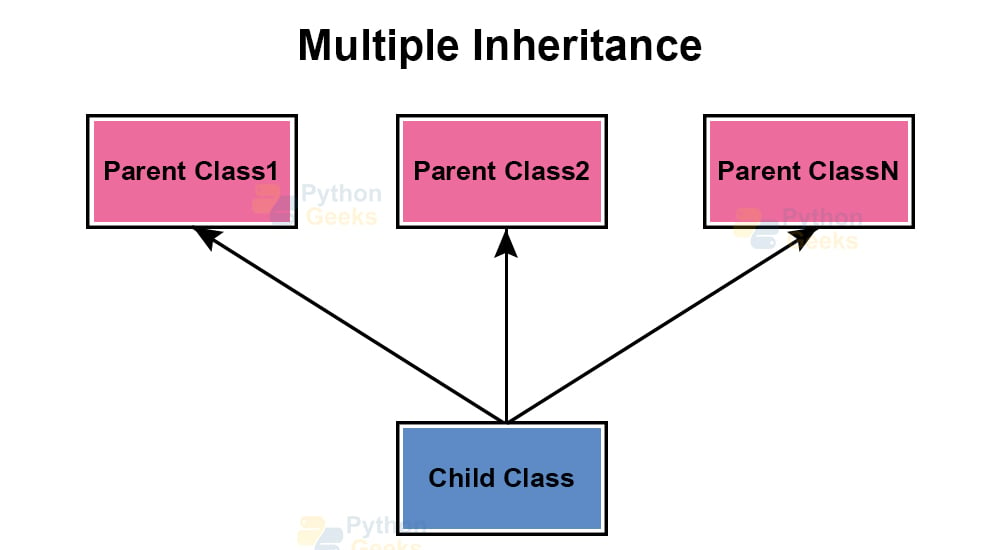 Multiple Inheritance
Parent Class1
Parent Class2
Parent ClassN
Python
Geeks
Python
Geeks
Child Class
Python
Geeks